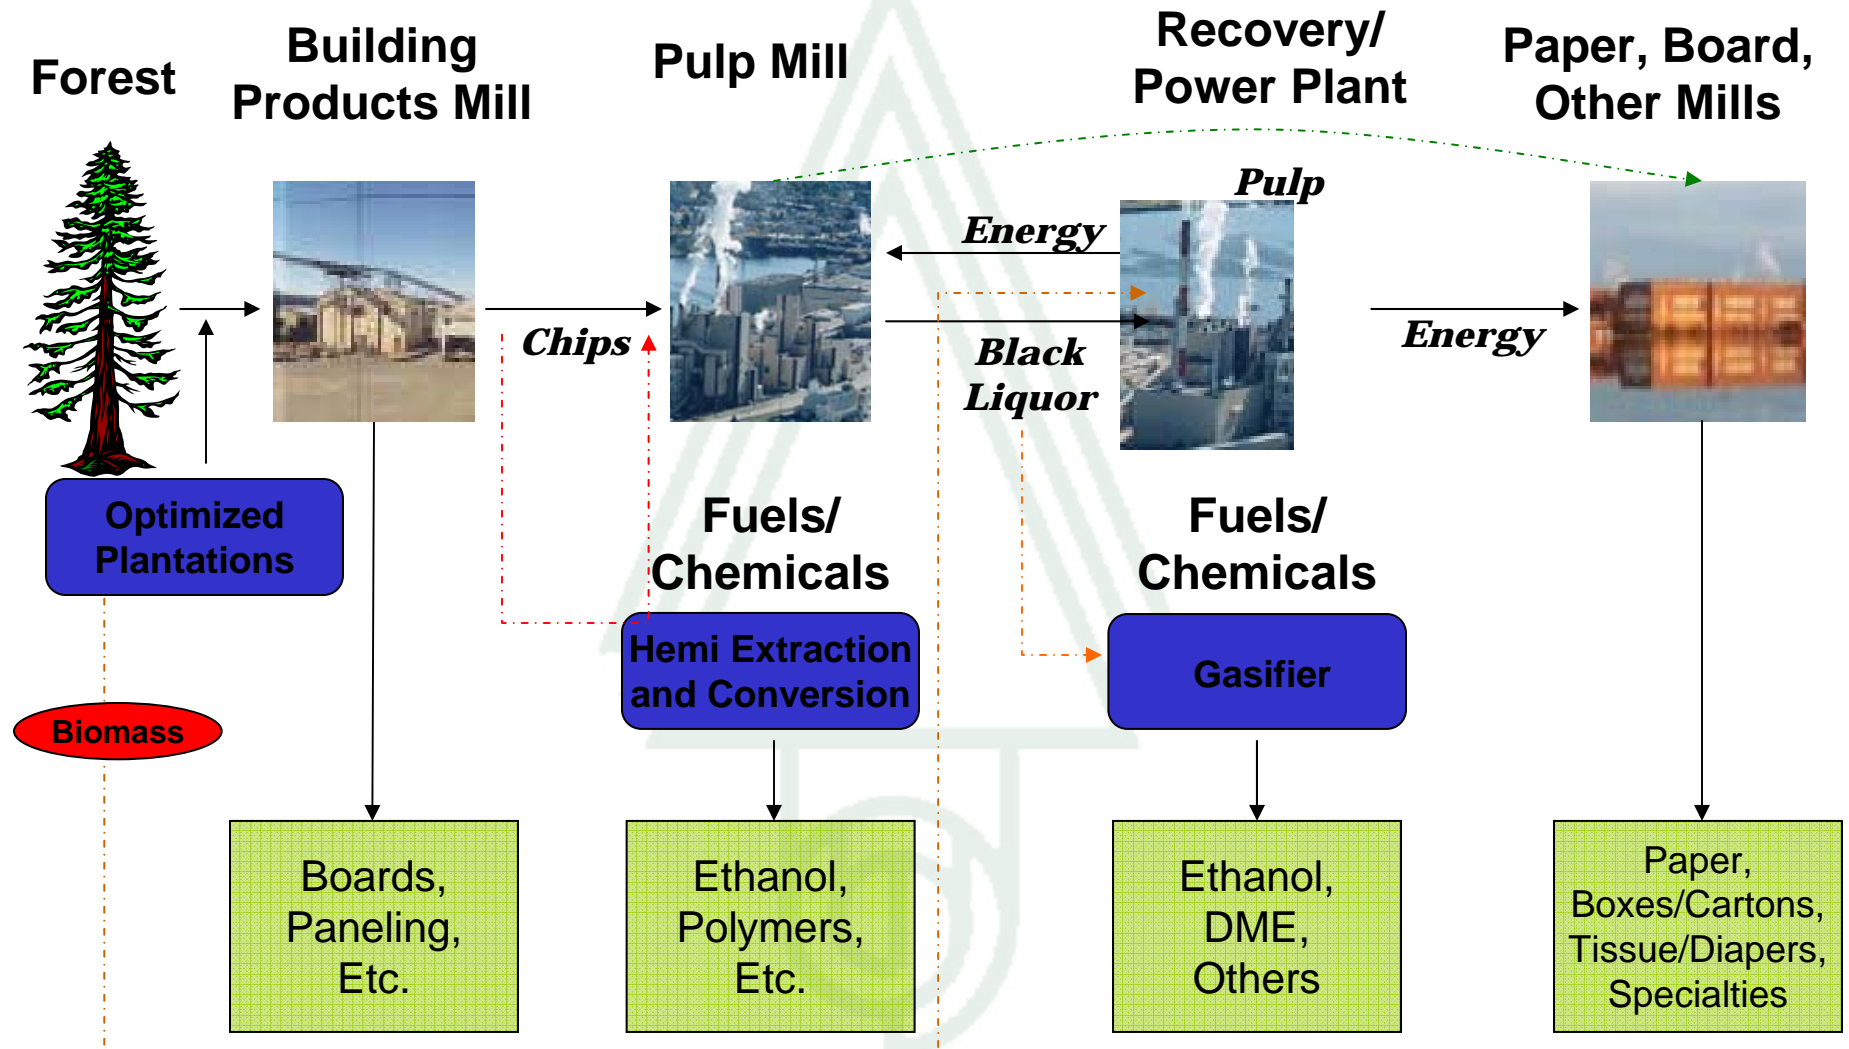 Forest
Building
Products Mill
Pulp Mill
Recovery/
Power Plant
Paper, Board,
Other Mills
Pulp
Energy
Chips
Black
Liquor
Energy
Optimized
Plantations
Fuels/
Chemicals
Fuels/
Chemicals
Hemi Extraction
and Conversion
Gasifier
Biomass
Boards,
Paneling,
Etc.
Ethanol,
Polymers,
Etc.
Ethanol,
DME,
Others
Paper,
Boxes/Cartons,
Tissue/Diapers,
Specialties